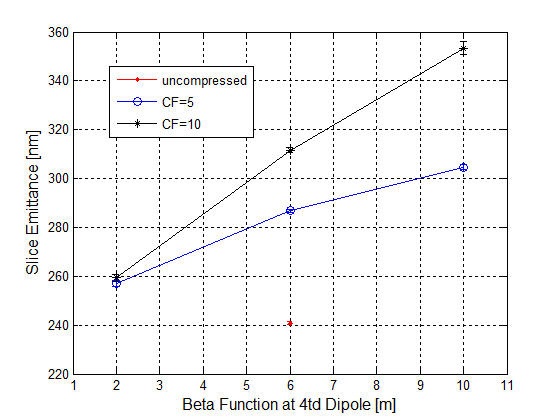 360
340
320
300
280
260
240
220
Slice Emittance [nm]
uncompressed
CF=5
CF=10
1 2 3 4 5 6 7 8 9 10 11
Beta Function at 4td Dipole [m]